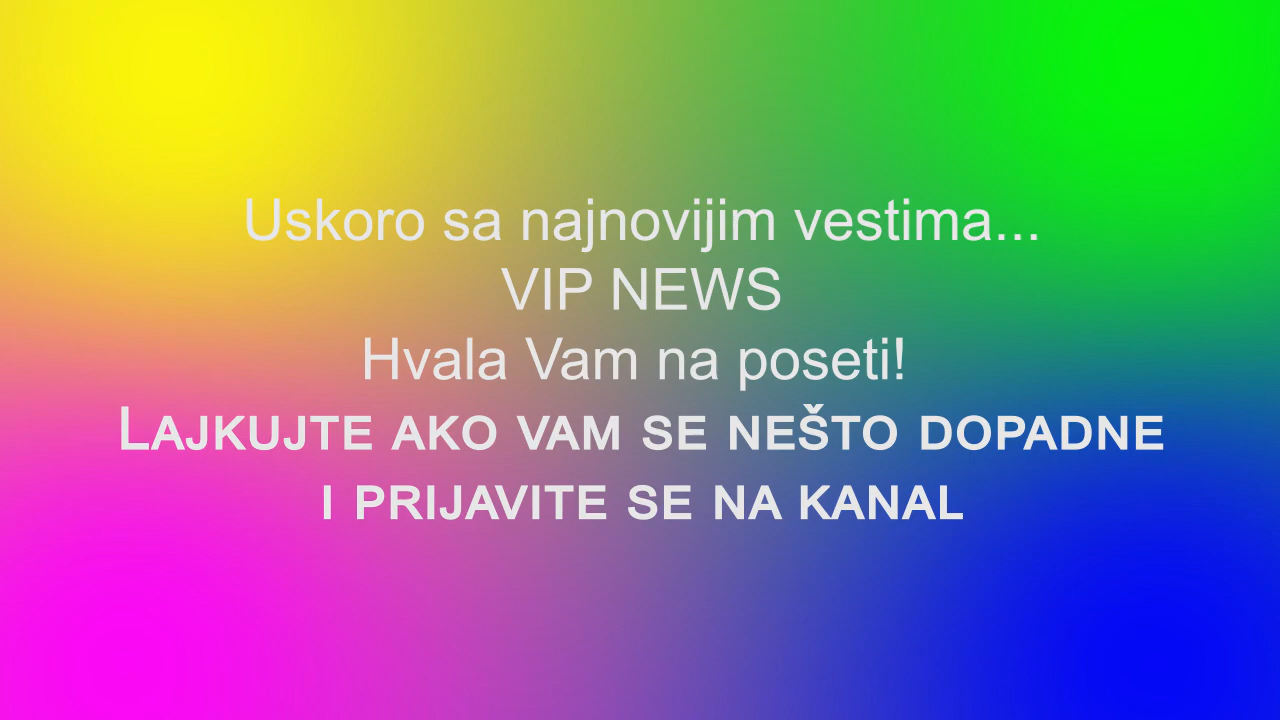 Uskoro sa najnovijim vestima...
VIP NEWS
Hvala Vam na poseti!
LAJKUJTE AKO VAM SE NEŠTO DOPADNE
I PRIJAVITE SE NA KANAL